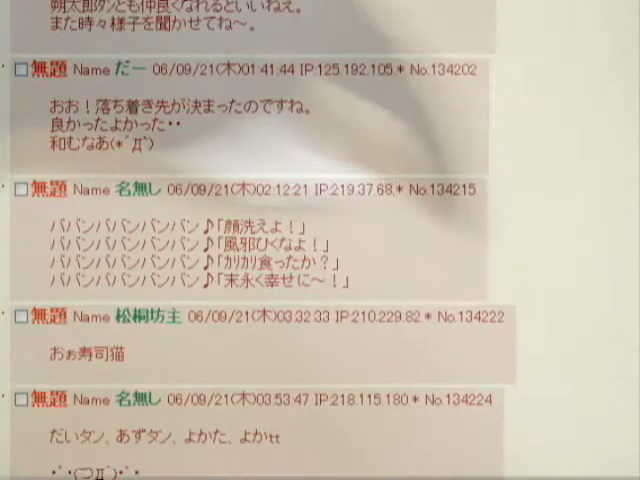 朔太郎ﾀﾝとも仲良くなれるといいねぇ。
また時々様子を聞かせてね〜。
無題 Name だー 06/09/21(木)01:41:44 IP:125.192.105.* No.134202
おお！落ち着き先が決まったのですね。
良かったよかった・・
和むなあ(*ﾟДﾟ)
無題 Name 名無し 06/09/21(木)02:12:21 IP:219.37.68.* No.134215
ババンババンバンバン♪「顔洗えよ！」
ババンババンバンバン♪「風邪ひくなよ！」
ババンババンバンバン♪「ｶﾘｶﾘ食ったか？」
ババンババンバンバン♪「末永く幸せに〜！」
無題 Name 松桐坊主 06/09/21(木)03:32:33 IP:210.229.82.* No.134222
おぉ寿司猫
無題 Name 名無し 06/09/21(木)03:53:47 IP:218.115.180.* No.134224
だいタン、あずタン、よかた、よかtt